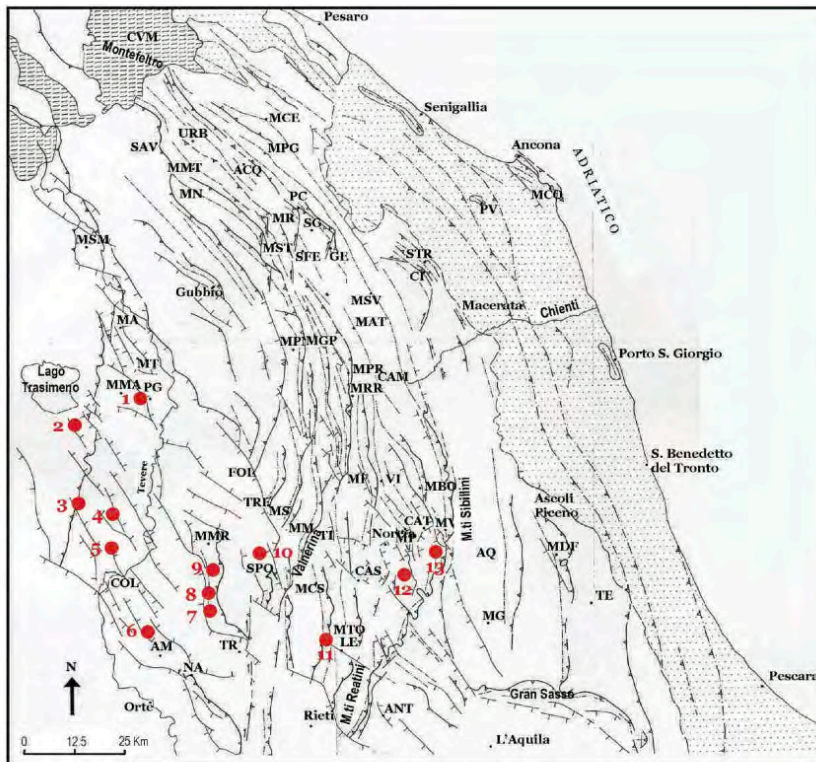 Pesaro
CVM
Montefeltro
Senigallia
MCE
URB
SAV
MPG
Ancona
MMT
ACQ
ADRIATICO
MN
PC
MCO
MR
SG
PV
MSM
MST
SFE
GE
STR
CI
Gubbio
MSV
Macerata
Chienti
MA
MAT
MP
MGP
Porto S. Giorgio
MT
MPR
CAM
Lago
Trasimeno
MMA
PG
MRR
1
2
S. Benedetto
del Tronto
Tevere
FOL
MF
VI
MBO
TRE
MS
Ascoli
Piceno
3
4
CAT
MV
M.ti Sibillini
MM
TI
Valnerina
Norcia
MP
MMR
5
10
AQ
MDF
SPO
13
9
CAS
COL
12
TE
8
MCS
7
MG
6
MTO
AM
TR
LE
11
NA
M.ti Reatini
Pescara
N
Gran Sasso
Orte
Rieti
ANT
L'Aquila
0 12.5 25 Km